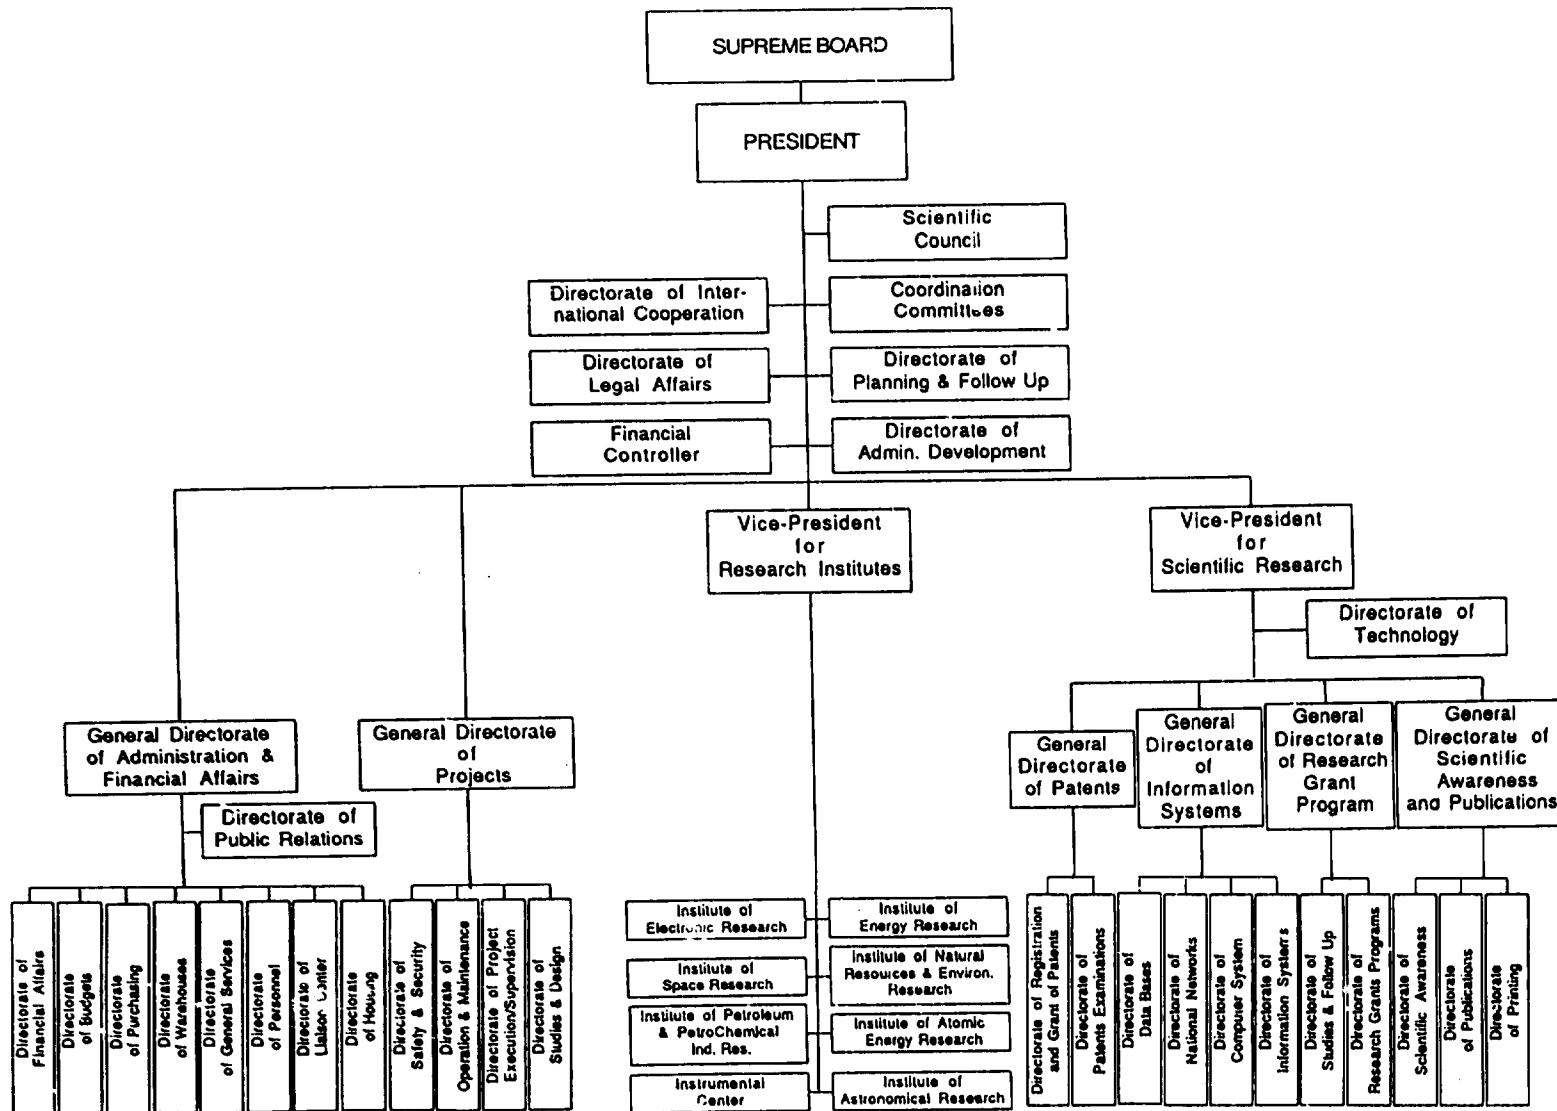 SUPREME BOARD
PRESIDENT
Scientific
Council
Directorate of Inter-
national Cooperation
Coordination
Committees
Directorate of
Legal Affairs
Directorate of
Planning & Follow Up
Financial
Controller
Directorate of
Admin. Development
Vice-President
for
Research Institutes
Vice-President
for
Scientific Research
Directorate of
Technology
General Directorate
of Administration &
Financial Affairs
General Directorate
of
Projects
General
Directorate
of Patents
General
Directorate
of
Information
Systems
General
Directorate
of Research
Grant
Program
General
Directorate of
Scientific
Awareness
and Publications
Directorate of
Public Relations
Directorate of
Financial Affairs
Directorate
of Budgets
Directorate
of Purchasing
Directorate
of Warehouses
Directorate
of General Services
Directorate
of Personnel
Directorate of
Liaison Center
Directorate
of Housing
Directorate of
Safety & Security
Directorate of
Operation & Maintenance
Directorate of Project
Execution/Supervision
Directorate of
Studies & Design
Institute of
Electronic Research
Institute of
Energy Research
Institute of
Space Research
Institute of Natural
Resources & Environ.
Research
Institute of Petroleum
& PetroChemical
Ind. Res.
Institute of Atomic
Energy Research
Instrumental
Center
Institute of
Astronomical Research
Directorate of Registration
and Grant of Patents
Directorate of
Patents Examinations
Directorate of
Data Bases
Directorate of
National Networks
Directorate of
Computer System
Directorate of
Information Systems
Directorate of
Studies & Follow Up
Directorate of
Research Grants Programs
Directorate of
Scientific Awareness
Directorate
of Publications
Directorate
of Printing